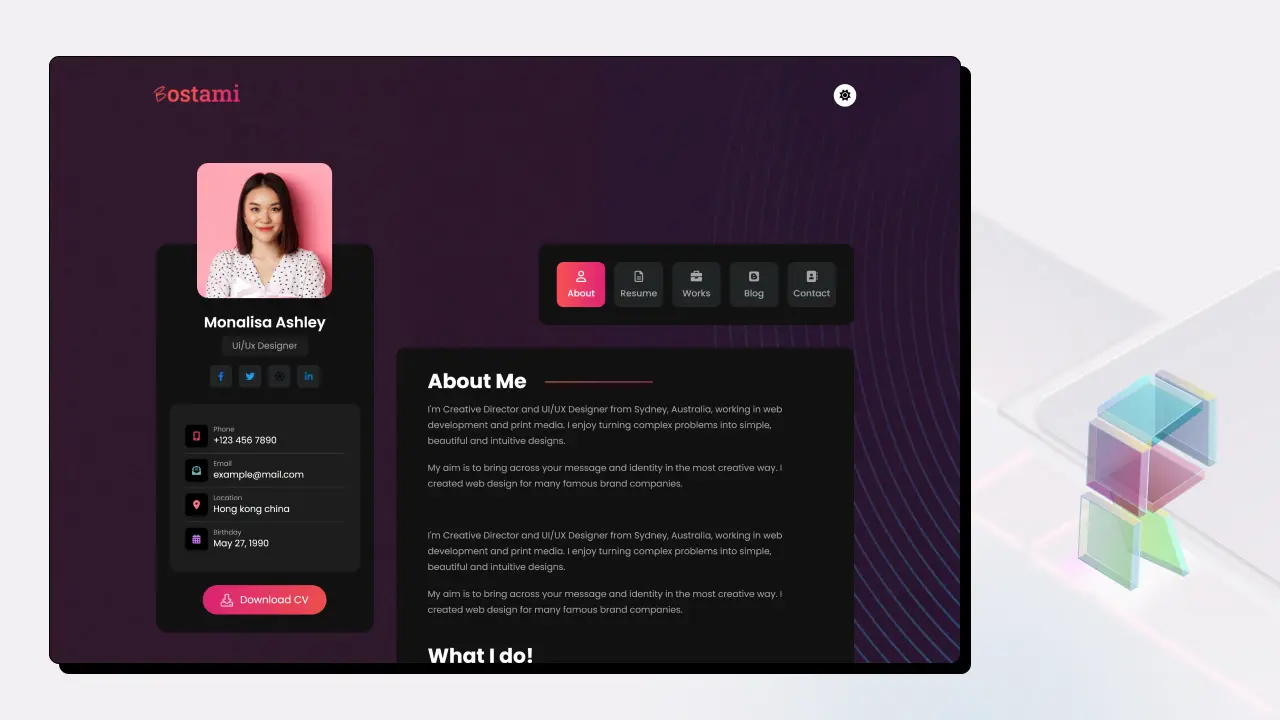 Bostami
Monalisa Ashley
Ui/Ux Designer
Phone
+123 456 7890
Email
example@mail.com
Location
Hong kong china
Birthday
May 27, 1990
Download CV
About
Resume
Works
Blog
Contact
About Me
I'm Creative Director and UI/UX Designer from Sydney, Australia, working in web
development and print media. I enjoy turning complex problems into simple,
beautiful and intuitive designs.
My aim is to bring across your message and identity in the most creative way. I
created web design for many famous brand companies.
I'm Creative Director and UI/UX Designer from Sydney, Australia, working in web
development and print media. I enjoy turning complex problems into simple,
beautiful and intuitive designs.
My aim is to bring across your message and identity in the most creative way. I
created web design for many famous brand companies.
What I do!